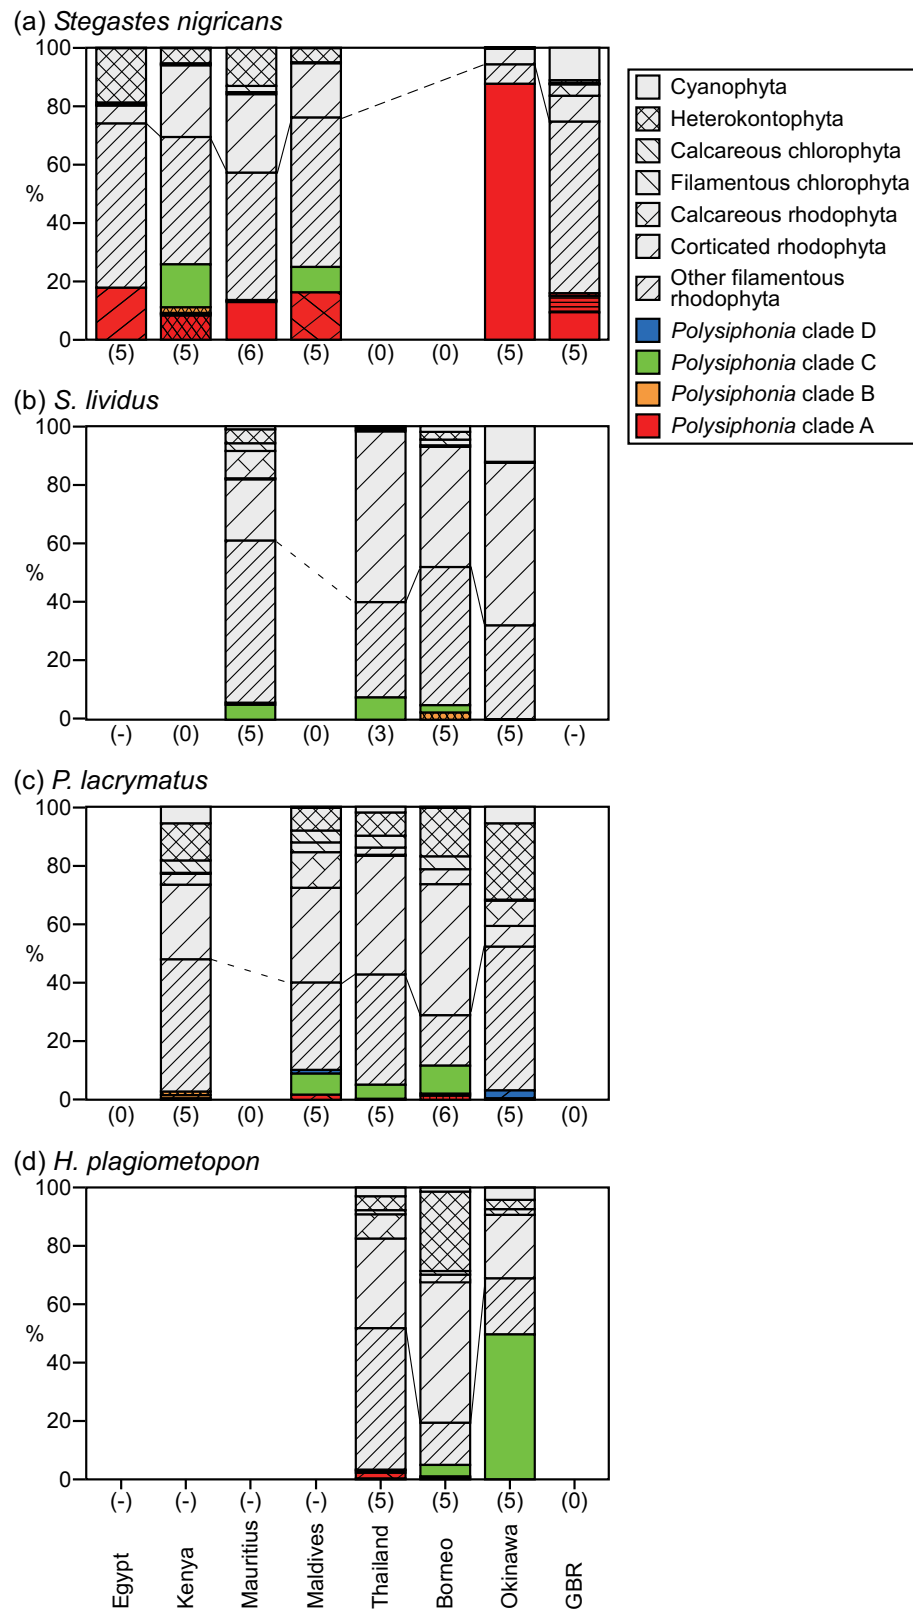 (a) Stegastes nigricans
100
80
60
%
40
20
0
(5) (5) (6) (5) (0) (0) (5) (5)
Cyanophyta
Heterokontophyta
Calcareous chlorophyta
Filamentous chlorophyta
Calcareous rhodophyta
Corticated rhodophyta
Other filamentous
rhodophyta
Polysiphonia clade D
Polysiphonia clade C
Polysiphonia clade B
Polysiphonia clade A
(b) S. lividus
100
80
60
%
40
20
0
(-) (0) (5) (0) (3) (5) (5) (-)
(c) P. lacrymatus
100
80
60
%
40
20
0
(0) (5) (0) (5) (5) (6) (5) (0)
(d) H. plagiometopon
100
80
60
%
40
20
0
(-) (-) (-) (-) (5) (5) (5) (0)
Egypt
Kenya
Mauritius
Maldives
Thailand
Borneo
Okinawa
GBR